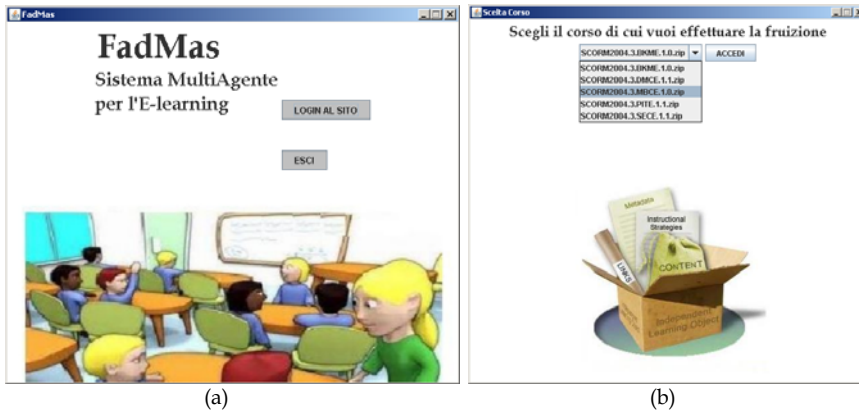 FadMas
FadMas
Sistema MultiAgente
per l'E-learning
LOGIN AL SITO
ESCI
(a)
Scelta Corso
Scegli il corso di cui vuoi effettuare la fruizione
SCORM2004.3.BKME.1.0.zip
ACCEDI
SCORM2004.3.BKME.1.0.zip
SCORM2004.3.DMCE.1.1.zip
SCORM2004.3.MBCE.1.0.zip
SCORM2004.3.PITE.1.1.zip
SCORM2004.3.SECE.1.1.zip
Metadata
Instructional
Strategies
CONTENT
LINKS
Independent
Learning Object
(b)